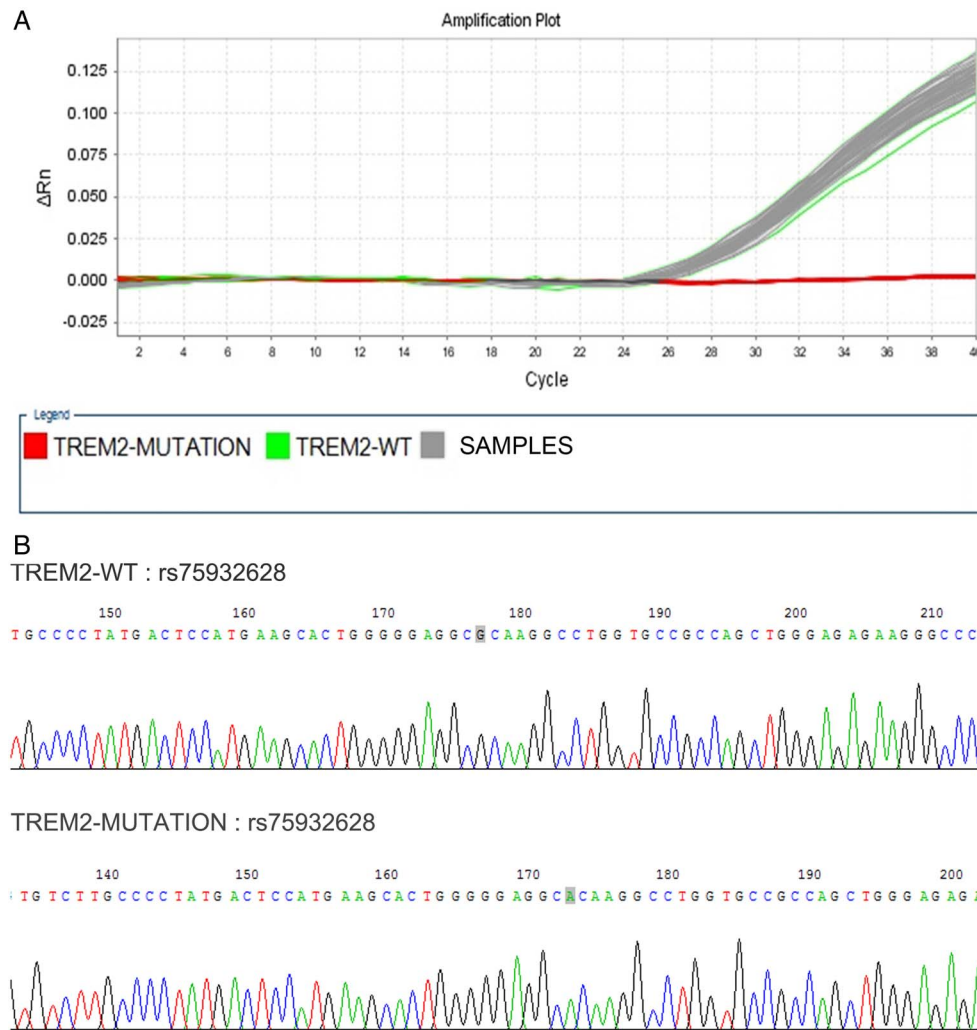 A
Amplification Plot
0.125
0.100
0.075
0.050
0.025
0.000
-0.025
ΔRn
2 4 6 8 10 12 14 16 18 20 22 24 26 28 30 32 34 36 38 40
Cycle
Legend
TREM2-MUTATION TREM2-WT SAMPLES
B
TREM2-WT : rs75932628
150 160 170 180 190 200 210
TGCCCCTATGACTCCATGAAGCACTGGGGGAGGCGCAAGGCCTGGTGCCGCCAGCTGGGAGAGAAGGGCCC
TREM2-MUTATION : rs75932628
140 150 160 170 180 190 200
TGTCTTGCCCCTATGACTCCATGAAGCACTGGGGGAGGCACAAGGCCTGGTGCCGCCAGCTGGGAGAGA